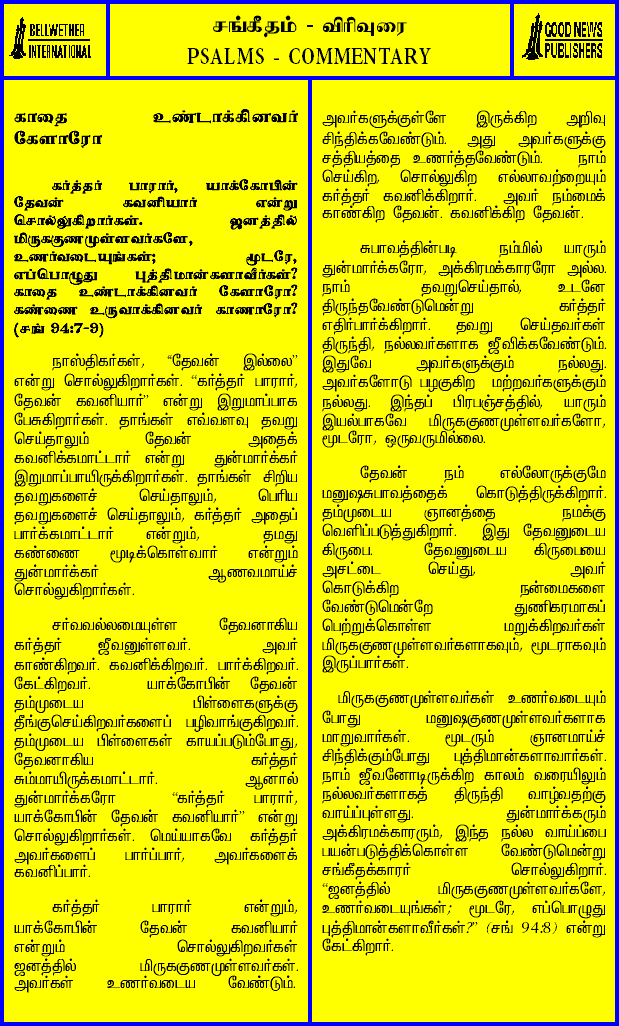 BELLWETHER
INTERNATIONAL
சங்கீதம் - விரிவுரை
PSALMS - COMMENTARY
GOOD NEWS
PUBLISHERS
காதை உண்டாக்கினவர்
கேளாரோ
கர்த்தர் பாரார், யாக்கோபின்
தேவன் கவனியார் என்று
சொல்லுகிறார்கள். ஜனத்தில்
மிருககுணமுள்ளவர்களே,
உணர்வடையுங்கள்; மூடரே,
எப்பொழுது புத்திமான்களாவீர்கள்?
காதை உண்டாக்கினவர் கேளாரோ?
கண்ணை உருவாக்கினவர் காணாரோ?
(சங் 94:7-9)
நாஸ்திகர்கள், “தேவன் இல்லை”
என்று சொல்லுகிறார்கள். “கர்த்தர் பாரார்,
தேவன் கவனியார்” என்று இறுமாப்பாக
பேசுகிறார்கள். தாங்கள் எவ்வளவு தவறு
செய்தாலும் தேவன் அதைக்
கவனிக்கமாட்டார் என்று துன்மார்க்கர்
இறுமாப்பாயிருக்கிறார்கள். தாங்கள் சிறிய
தவறுகளைச் செய்தாலும், பெரிய
தவறுகளைச் செய்தாலும், கர்த்தர் அதைப்
பார்க்கமாட்டார் என்றும், தமது
கண்ணை மூடிக்கொள்வார் என்றும்
துன்மார்க்கர் ஆணவமாய்ச்
சொல்லுகிறார்கள்.
சர்வவல்லமையுள்ள தேவனாகிய
கர்த்தர் ஜீவனுள்ளவர். அவர்
காண்கிறவர். கவனிக்கிறவர். பார்க்கிறவர்.
கேட்கிறவர். யாக்கோபின் தேவன்
தம்முடைய பிள்ளைகளுக்கு
தீங்குசெய்கிறவர்களைப் பழிவாங்குகிறவர்.
தம்முடைய பிள்ளைகள் காயப்படும்போது,
தேவனாகிய கர்த்தர்
சும்மாயிருக்கமாட்டார். ஆனால்
துன்மார்க்கரோ “கர்த்தர் பாரார்,
யாக்கோபின் தேவன் கவனியார்” என்று
சொல்லுகிறார்கள். மெய்யாகவே கர்த்தர்
அவர்களைப் பார்ப்பார், அவர்களைக்
கவனிப்பார்.
கர்த்தர் பாரார் என்றும்,
யாக்கோபின் தேவன் கவனியார்
என்றும் சொல்லுகிறவர்கள்
ஜனத்தில் மிருககுணமுள்ளவர்கள்.
அவர்கள் உணர்வடைய வேண்டும்.
அவர்களுக்குள்ளே இருக்கிற அறிவு
சிந்திக்கவேண்டும். அது அவர்களுக்கு
சத்தியத்தை உணர்த்தவேண்டும். நாம்
செய்கிற, சொல்லுகிற எல்லாவற்றையும்
கர்த்தர் கவனிக்கிறார். அவர் நம்மைக்
காண்கிற தேவன். கவனிக்கிற தேவன்.
சுபாவத்தின்படி நம்மில் யாரும்
துன்மார்க்கரோ, அக்கிரமக்காரரோ அல்ல.
நாம் தவறுசெய்தால், உடனே
திருந்தவேண்டுமென்று கர்த்தர்
எதிர்பார்க்கிறார். தவறு செய்தவர்கள்
திருந்தி, நல்லவர்களாக ஜீவிக்கவேண்டும்.
இதுவே அவர்களுக்கும் நல்லது.
அவர்களோடு பழகுகிற மற்றவர்களுக்கும்
நல்லது. இந்தப் பிரபஞ்சத்தில், யாரும்
இயல்பாகவே மிருககுணமுள்ளவர்களோ,
மூடரோ, ஒருவருமில்லை.
தேவன் நம் எல்லோருக்குமே
மனுஷசுபாவத்தைக் கொடுத்திருக்கிறார்.
தம்முடைய ஞானத்தை நமக்கு
வெளிப்படுத்துகிறார். இது தேவனுடைய
கிருபை. தேவனுடைய கிருபையை
அசட்டை செய்து, அவர்
கொடுக்கிற நன்மைகளை
வேண்டுமென்றே துணிகரமாகப்
பெற்றுக்கொள்ள மறுக்கிறவர்கள்
மிருககுணமுள்ளவர்களாகவும், மூடராகவும்
இருப்பார்கள்.
மிருககுணமுள்ளவர்கள் உணர்வடையும்
போது மனுஷகுணமுள்ளவர்களாக
மாறுவார்கள். மூடரும் ஞானமாய்ச்
சிந்திக்கும்போது புத்திமான்களாவார்கள்.
நாம் ஜீவனோடிருக்கிற காலம் வரையிலும்
நல்லவர்களாகத் திருந்தி வாழ்வதற்கு
வாய்ப்புள்ளது. துன்மார்க்கரும்
அக்கிரமக்காரரும், இந்த நல்ல வாய்ப்பை
பயன்படுத்திக்கொள்ள வேண்டுமென்று
சங்கீதக்காரர் சொல்லுகிறார்.
“ஜனத்தில் மிருககுணமுள்ளவர்களே,
உணர்வடையுங்கள்; மூடரே, எப்பொழுது
புத்திமான்களாவீர்கள்?” (சங் 94:8) என்று
கேட்கிறார்.